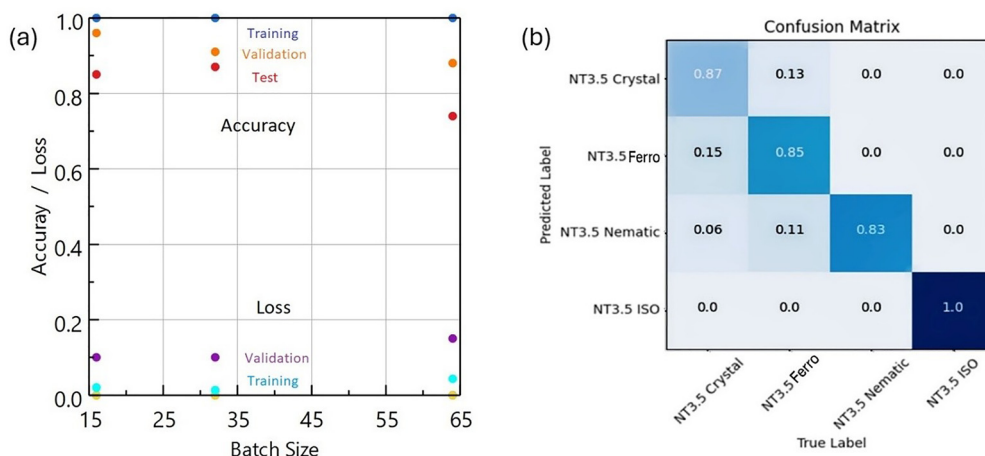 (a)
1.0
0.8
0.6
0.4
0.2
0.0
Accuray / Loss
Training
Validation
Test
Accuracy
Loss
Validation
Training
15 25 35 45 55 65
Batch Size
(b)
Confusion Matrix
Predicted Label
NT3.5 Crystal 0.87 0.13 0.0 0.0
NT3.5 Ferro 0.15 0.85 0.0 0.0
NT3.5 Nematic 0.06 0.11 0.83 0.0
NT3.5 ISO 0.0 0.0 0.0 1.0
NT3.5 Crystal NT3.5 Ferro NT3.5 Nematic NT3.5 ISO
True Label